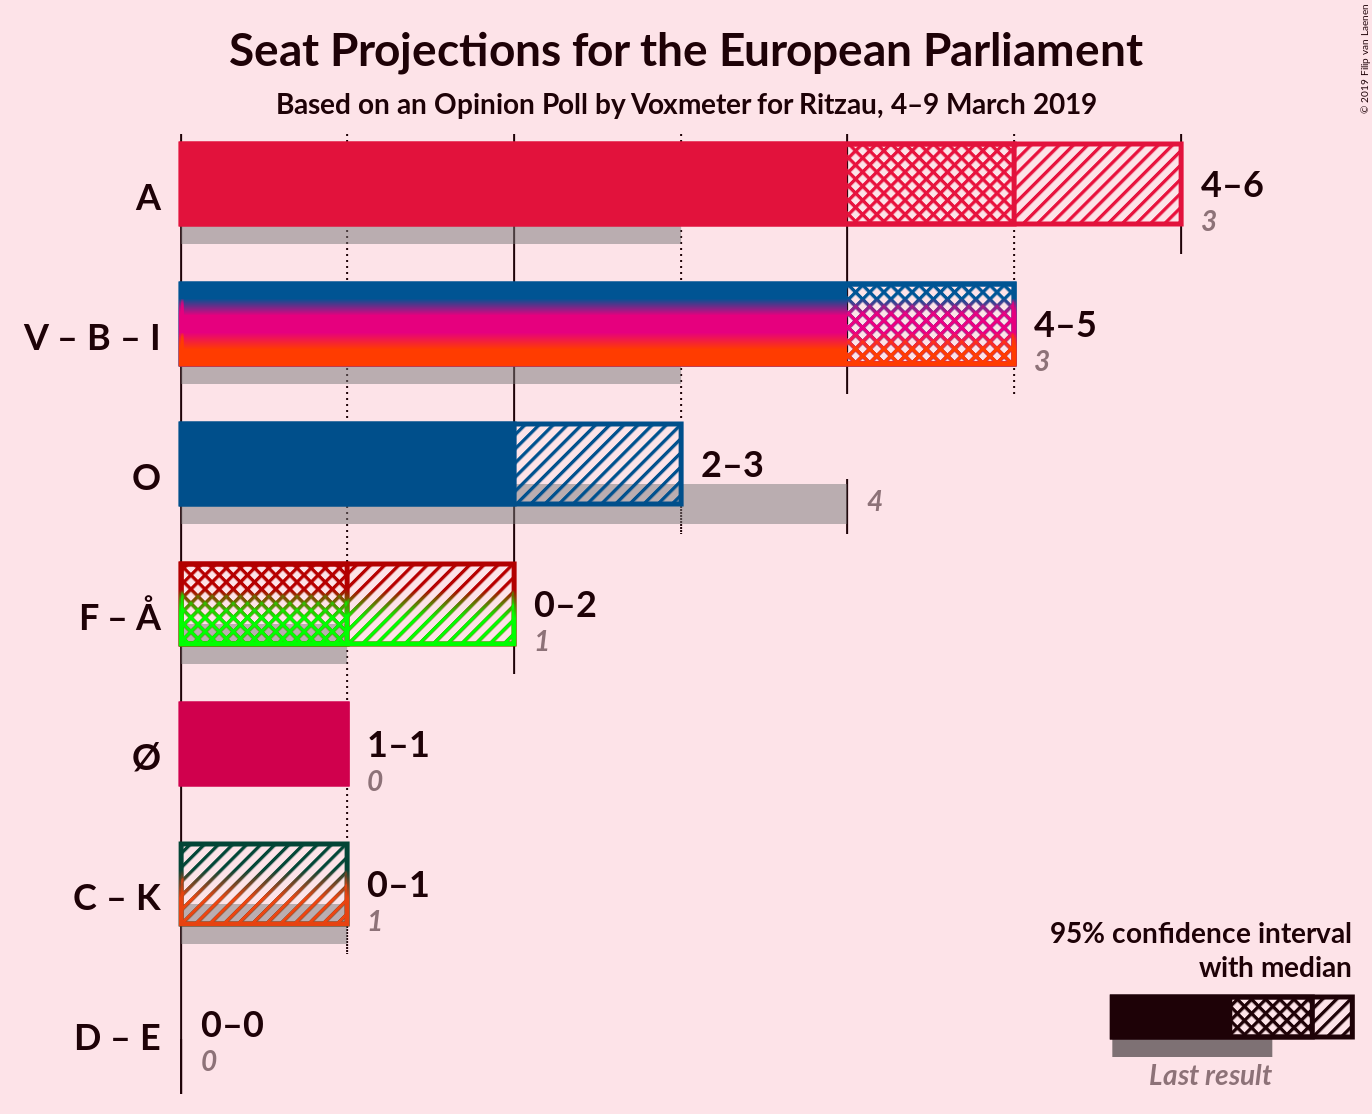 Seat Projections for the European Parliament
Based on an Opinion Poll by Voxmeter for Ritzau, 4–9 March 2019
© 2019 Filip van Laenen
A
4–6
3
V – B – I
4–5
3
O
2–3
4
F – Å
0–2
1
Ø
1–1
0
C – K
0–1
1
D – E
0–0
0
95% confidence interval
with median
Last result